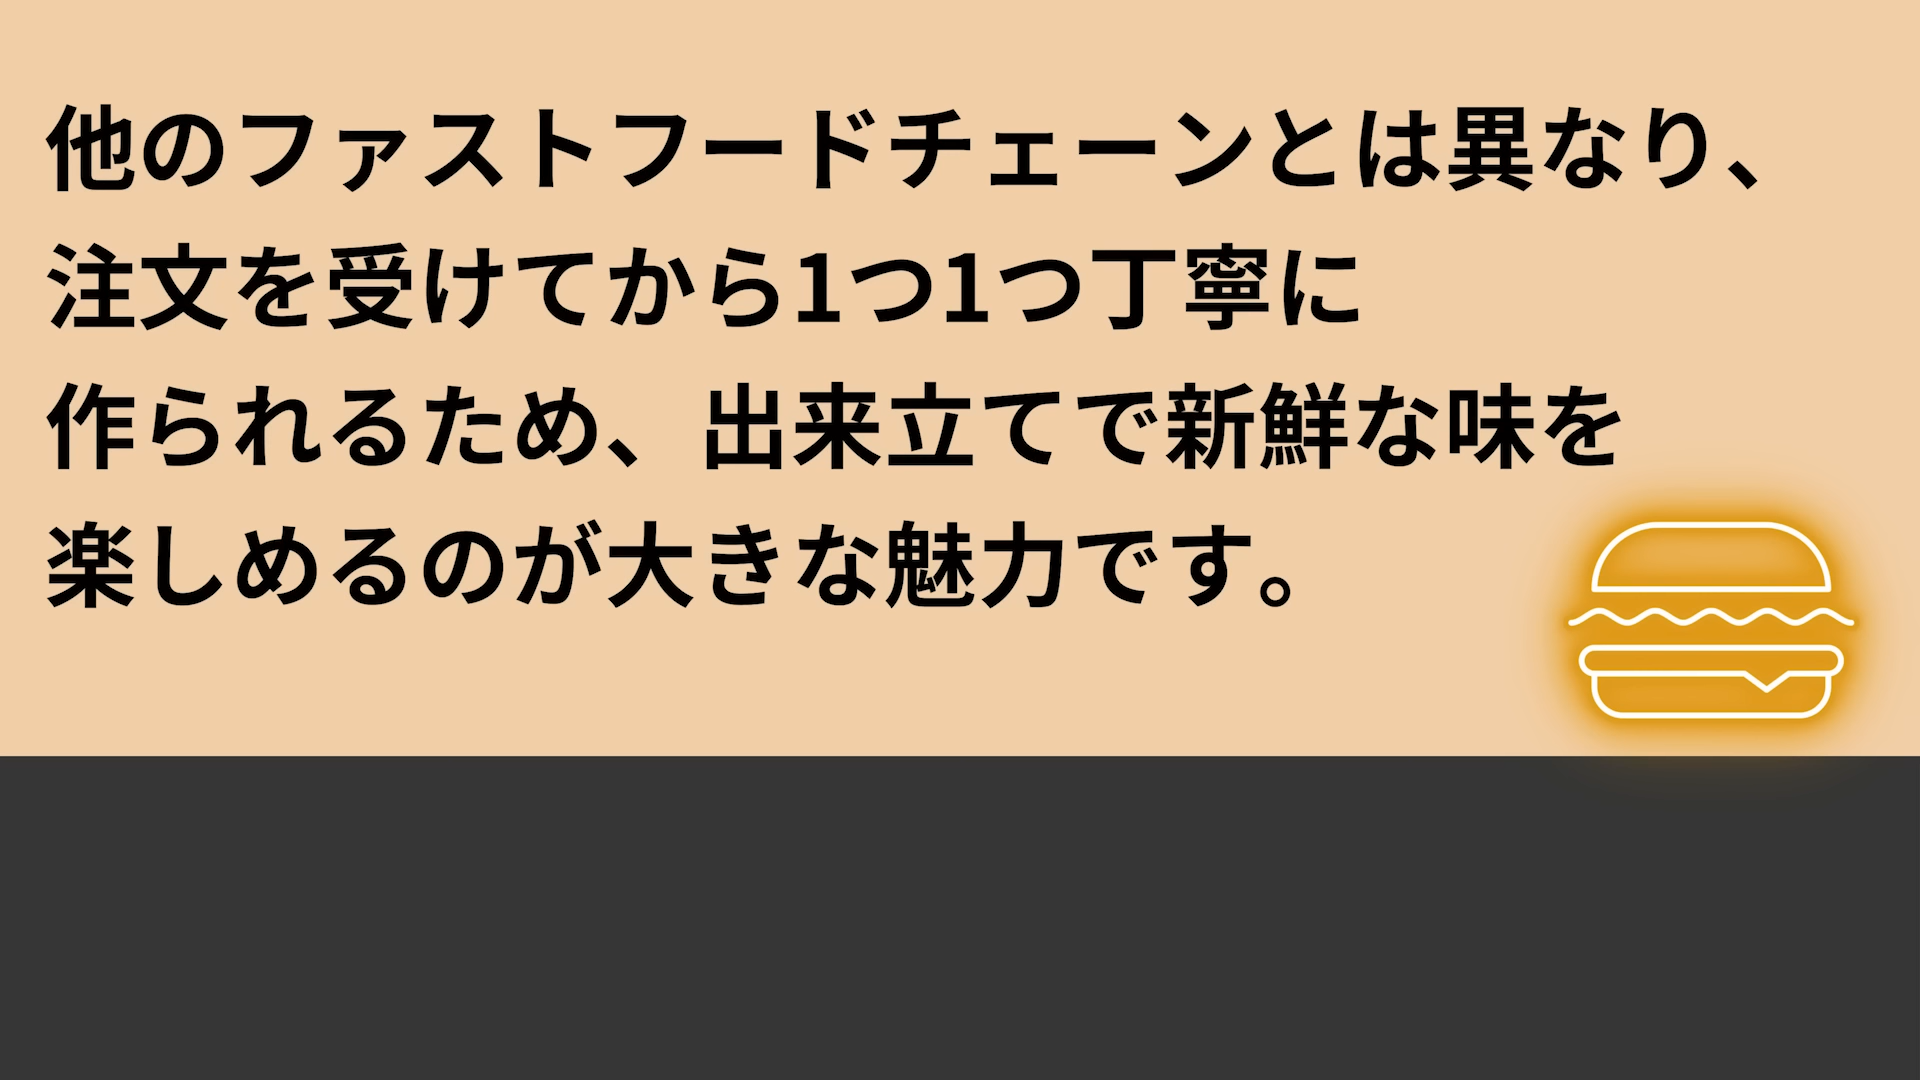 他のファストフードチェーンとは異なり、
注文を受けてから1つ1つ丁寧に
作られるため、出来立てで新鮮な味を
楽しめるのが大きな魅力です。